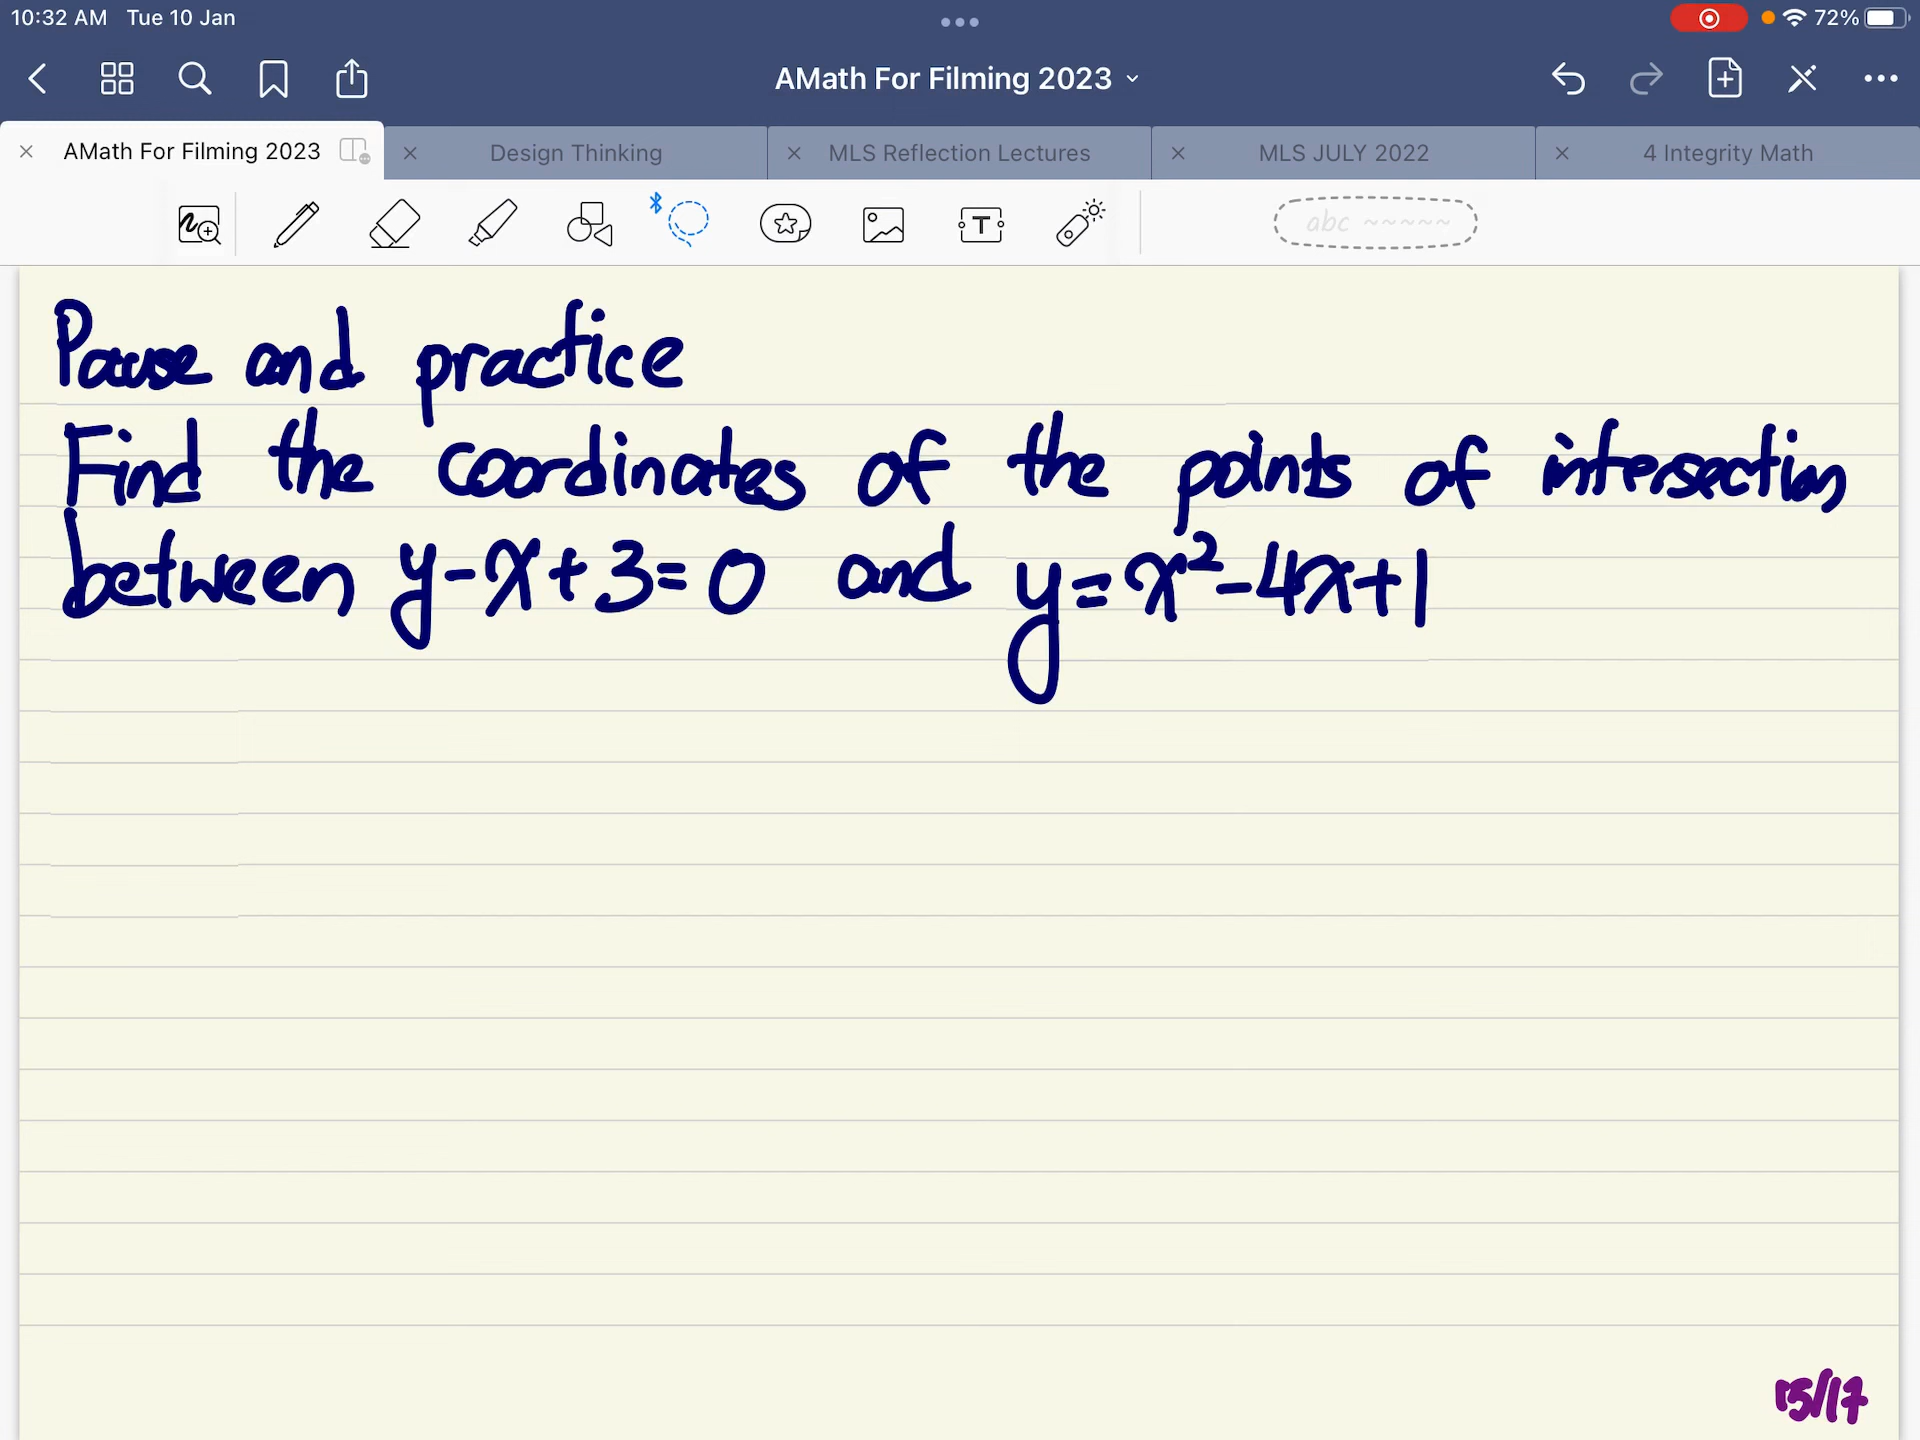 10:32 AM Tue 10 Jan
72%
AMath For Filming 2023
AMath For Filming 2023
Design Thinking
MLS Reflection Lectures
MLS JULY 2022
4 Integrity Math
T
abc ~~~~~
Pause and practice
Find the coordinates of the points of intersection
between y-x+3=0 and y=x²-4x+1
15/17